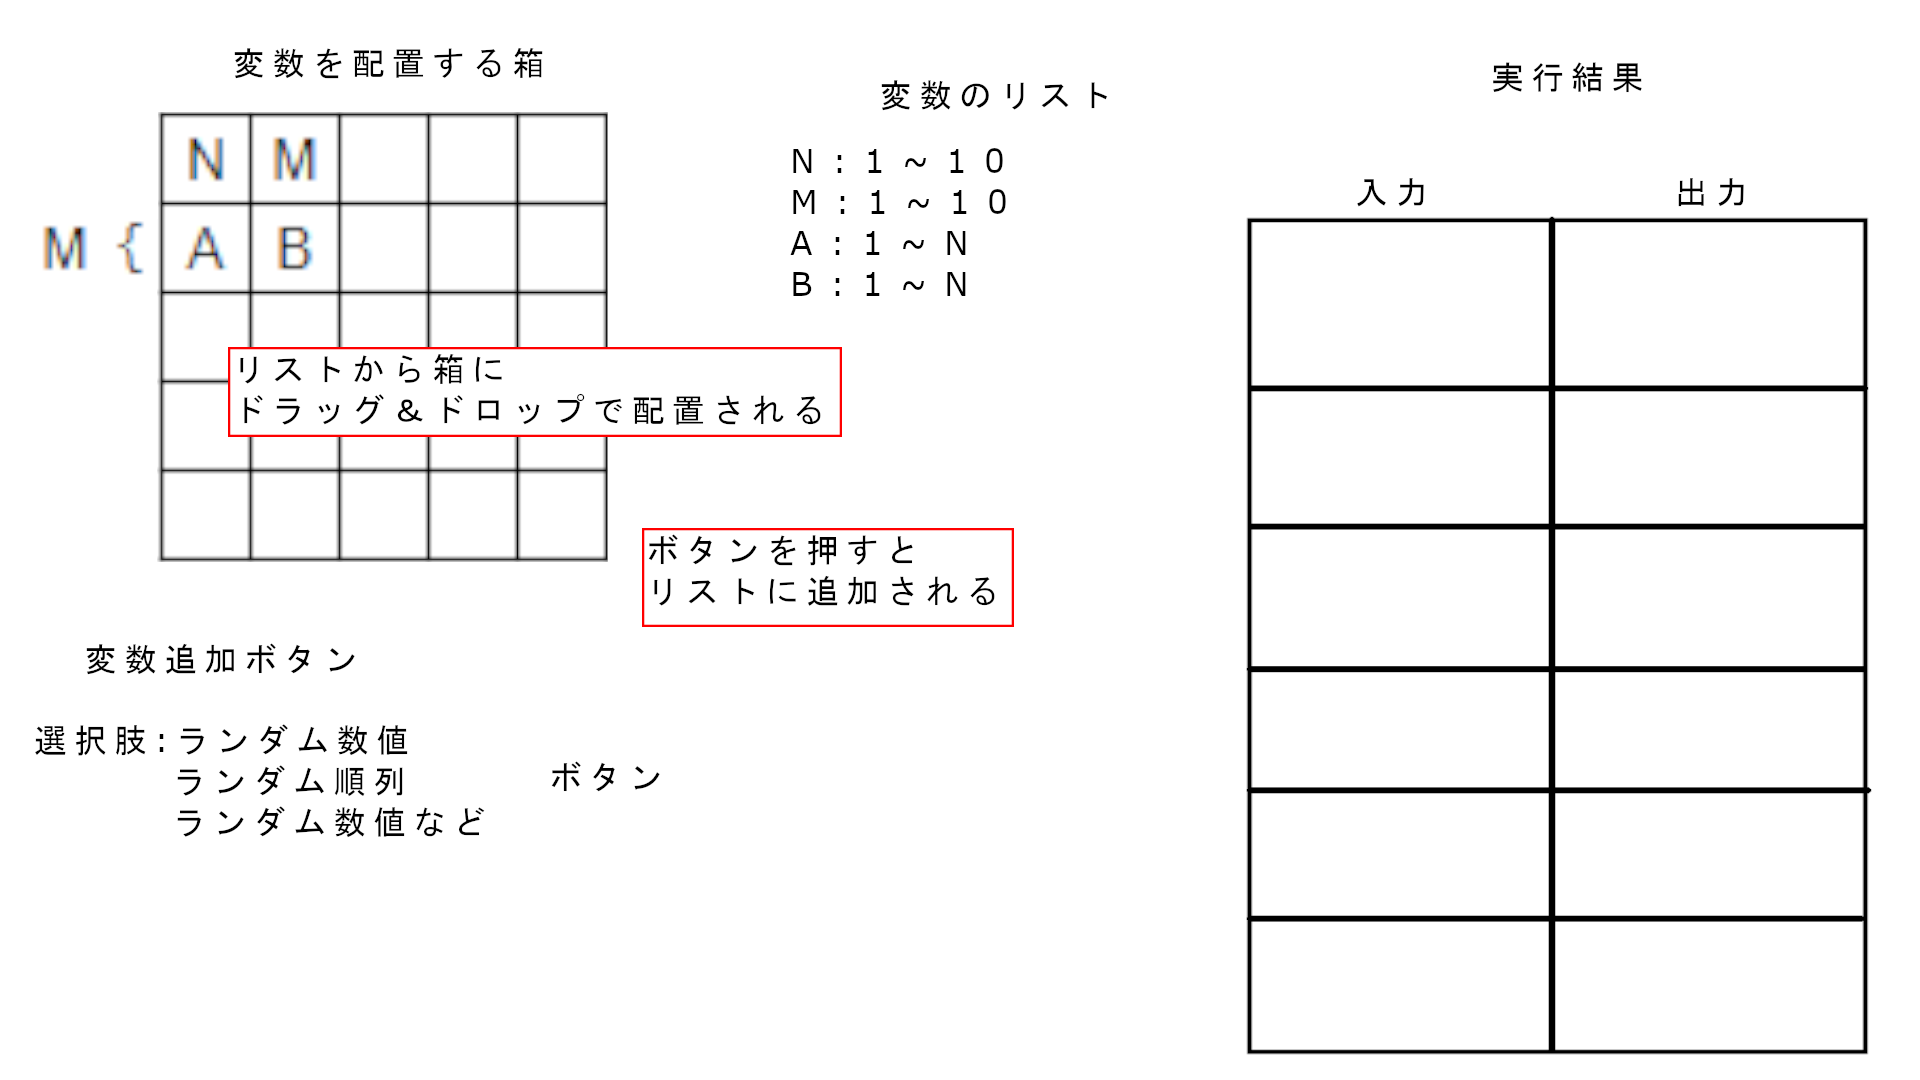 変数を配置する箱
N M
M { A B
リストから箱に
ドラッグ&ドロップで配置される
変数のリスト
N：1～10
M：1～10
A：1～N
B：1～N
ボタンを押すと
リストに追加される
変数追加ボタン
選択肢：ランダム数値
ランダム順列
ランダム数値など
ボタン
実行結果
入力 出力